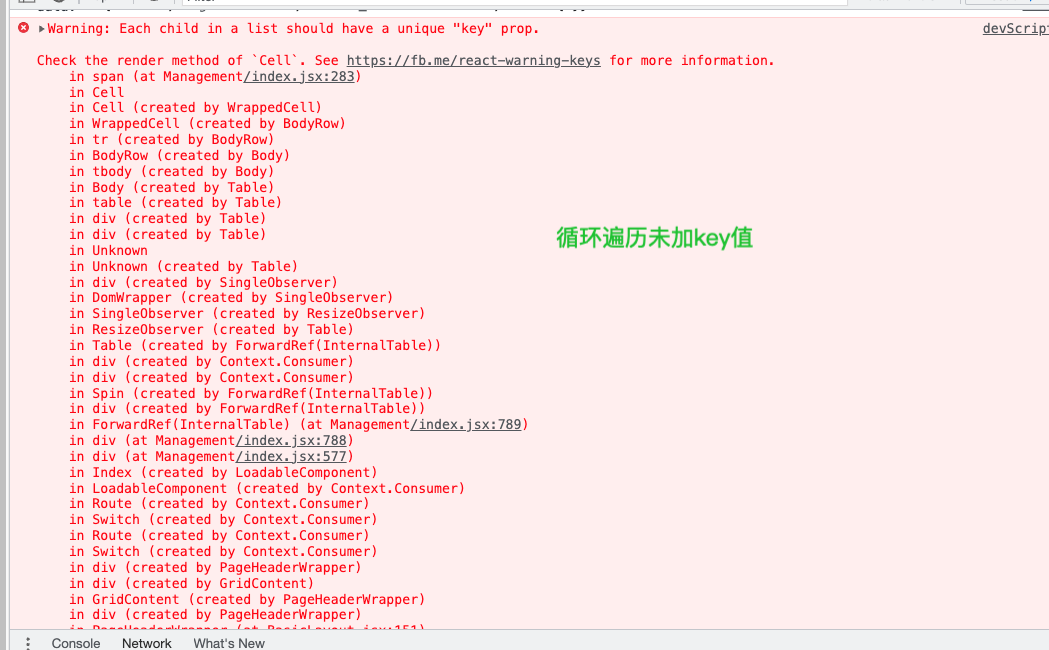 Warning: Each child in a list should have a unique "key" prop.
devScript
Check the render method of `Cell`. See https://fb.me/react-warning-keys for more information.
in span (at Management/index.jsx:283)
in Cell
in Cell (created by WrappedCell)
in WrappedCell (created by BodyRow)
in tr (created by BodyRow)
in BodyRow (created by Body)
in tbody (created by Body)
in Body (created by Table)
in table (created by Table)
in div (created by Table)
in div (created by Table)
循环遍历未加key值
in Unknown
in Unknown (created by Table)
in div (created by SingleObserver)
in DomWrapper (created by SingleObserver)
in SingleObserver (created by ResizeObserver)
in ResizeObserver (created by Table)
in Table (created by ForwardRef(InternalTable))
in div (created by Context.Consumer)
in div (created by Context.Consumer)
in Spin (created by ForwardRef(InternalTable))
in div (created by ForwardRef(InternalTable))
in ForwardRef(InternalTable) (at Management/index.jsx:789)
in div (at Management/index.jsx:788)
in div (at Management/index.jsx:577)
in Index (created by LoadableComponent)
in LoadableComponent (created by Context.Consumer)
in Route (created by Context.Consumer)
in Switch (created by Context.Consumer)
in Route (created by Context.Consumer)
in Switch (created by Context.Consumer)
in div (created by PageHeaderWrapper)
in div (created by GridContent)
in GridContent (created by PageHeaderWrapper)
in div (created by PageHeaderWrapper)
in PageHeaderWrapper (at BasicLayout.jsx:151)
Console Network What's New